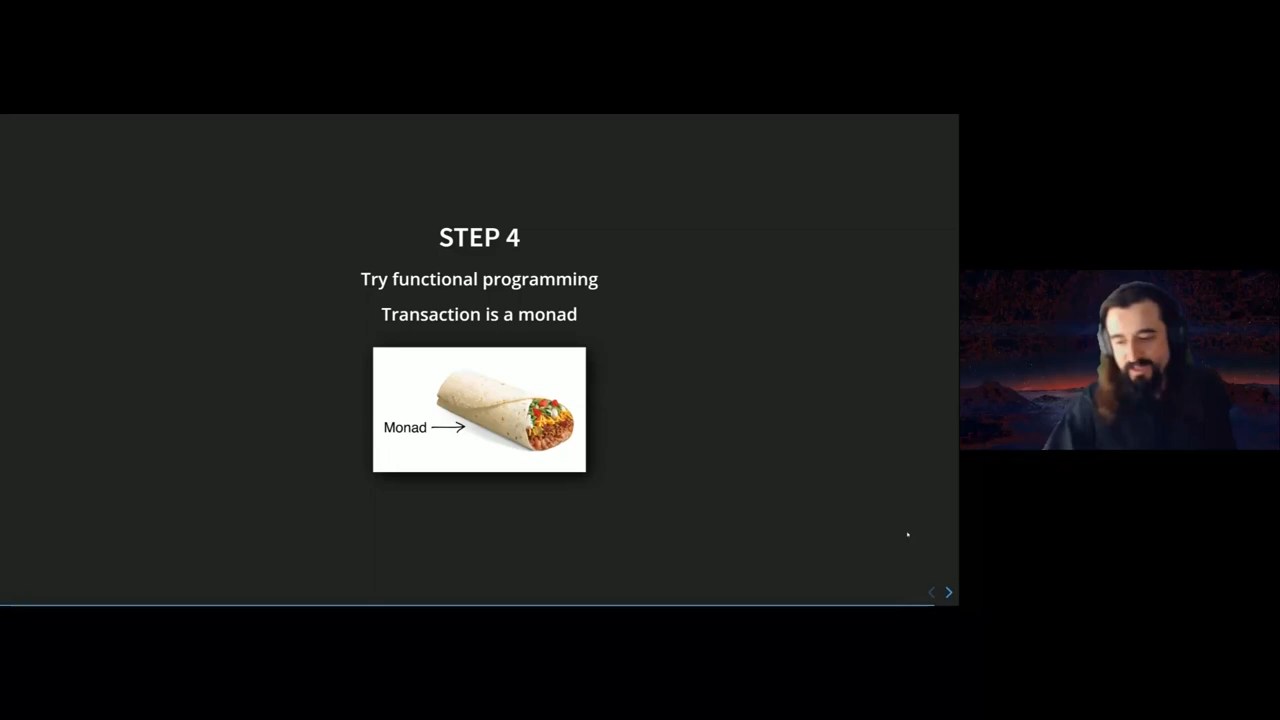 STEP 4
Try functional programming
Transaction is a monad
Monad